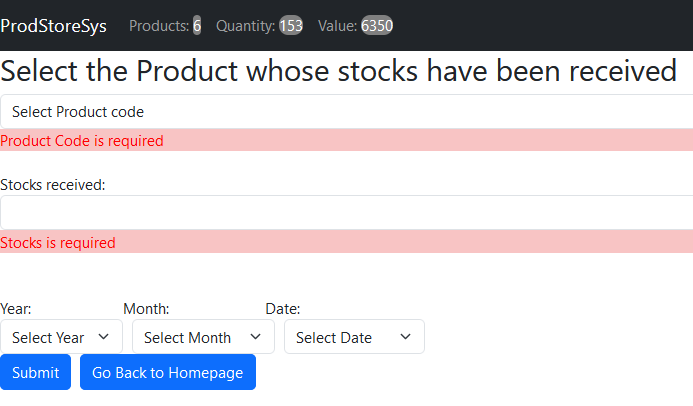 ProdStoreSys Products: 6 Quantity: 153 Value: 6350
Select the Product whose stocks have been received
Select Product code
Product Code is required
Stocks received:
Stocks is required
Year: Month: Date:
Select Year Select Month Select Date
Submit Go Back to Homepage